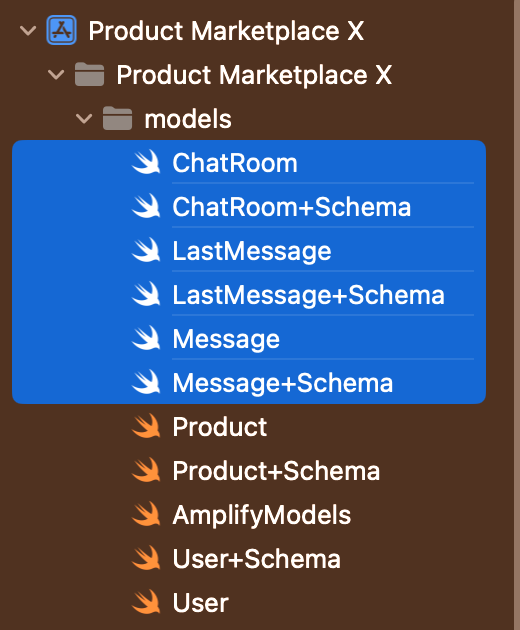 Product Marketplace X
Product Marketplace X
models
ChatRoom
ChatRoom+Schema
LastMessage
LastMessage+Schema
Message
Message+Schema
Product
Product+Schema
AmplifyModels
User+Schema
User